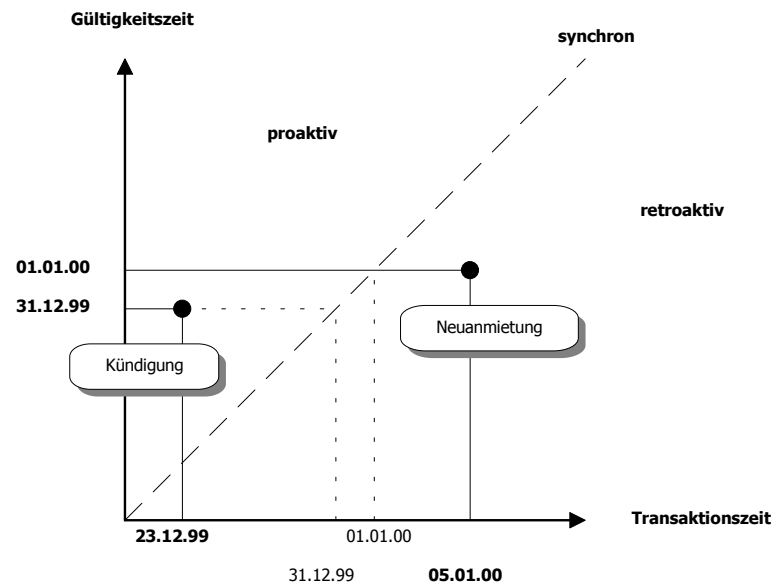 Gültigkeitszeit
synchron
proaktiv
retroaktiv
01.01.00
31.12.99
Neuanmietung
Kündigung
Transaktionszeit
23.12.99
01.01.00
31.12.99
05.01.00